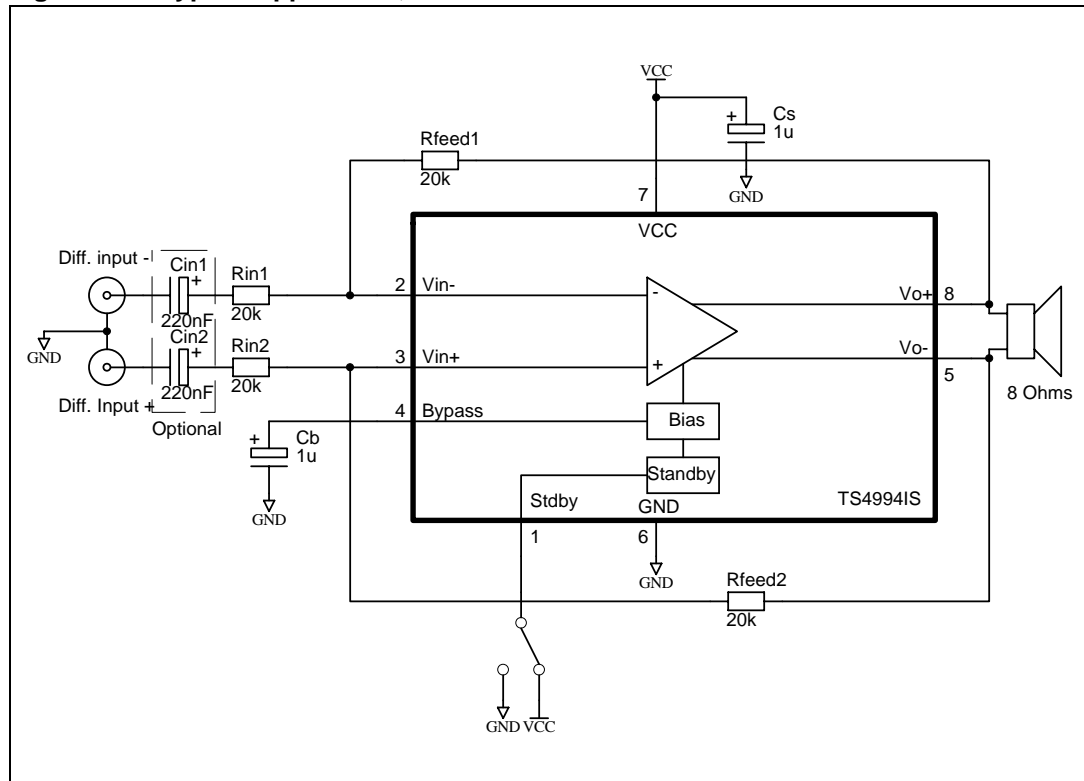 VCC
+
Cs
1u
GND
Rfeed1
20k
7
VCC
Diff. input -
Cin1
+
220nF
Rin1
20k
2
Vin-
-
Vo+
8
GND
Cin2
+
220nF
Rin2
20k
3
Vin+
+
Vo-
5
Diff. Input +
Optional
8 Ohms
4
Bypass
Bias
+
Cb
1u
GND
Standby
Stdby
GND
TS4994IS
1
6
GND
Rfeed2
20k
GND
VCC